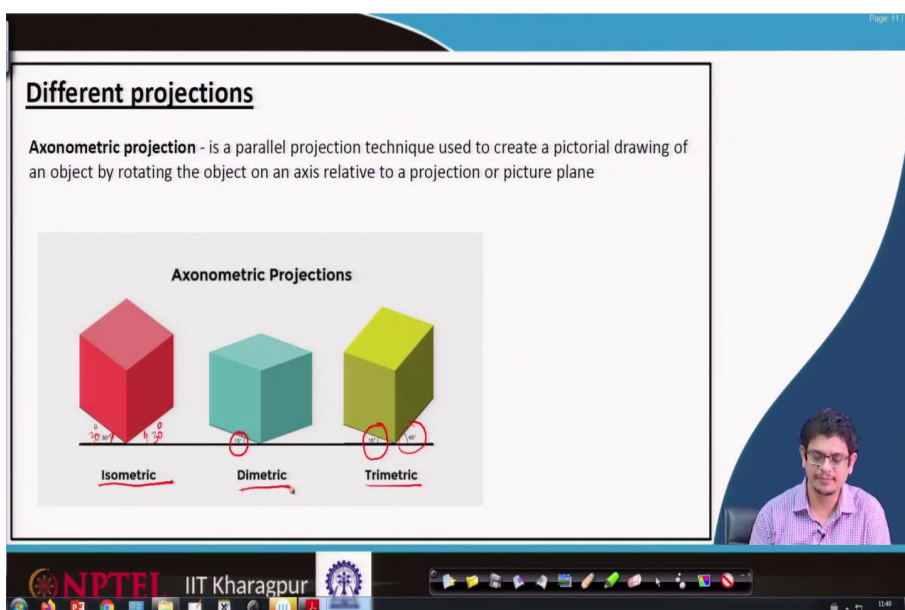 Page 11/
Different projections
Axonometric projection - is a parallel projection technique used to create a pictorial drawing of
an object by rotating the object on an axis relative to a projection or picture plane
Axonometric Projections
30° 30° 30°
15°
15° 45°
Isometric Dimetric Trimetric
NPTEL IIT Kharagpur
11:40